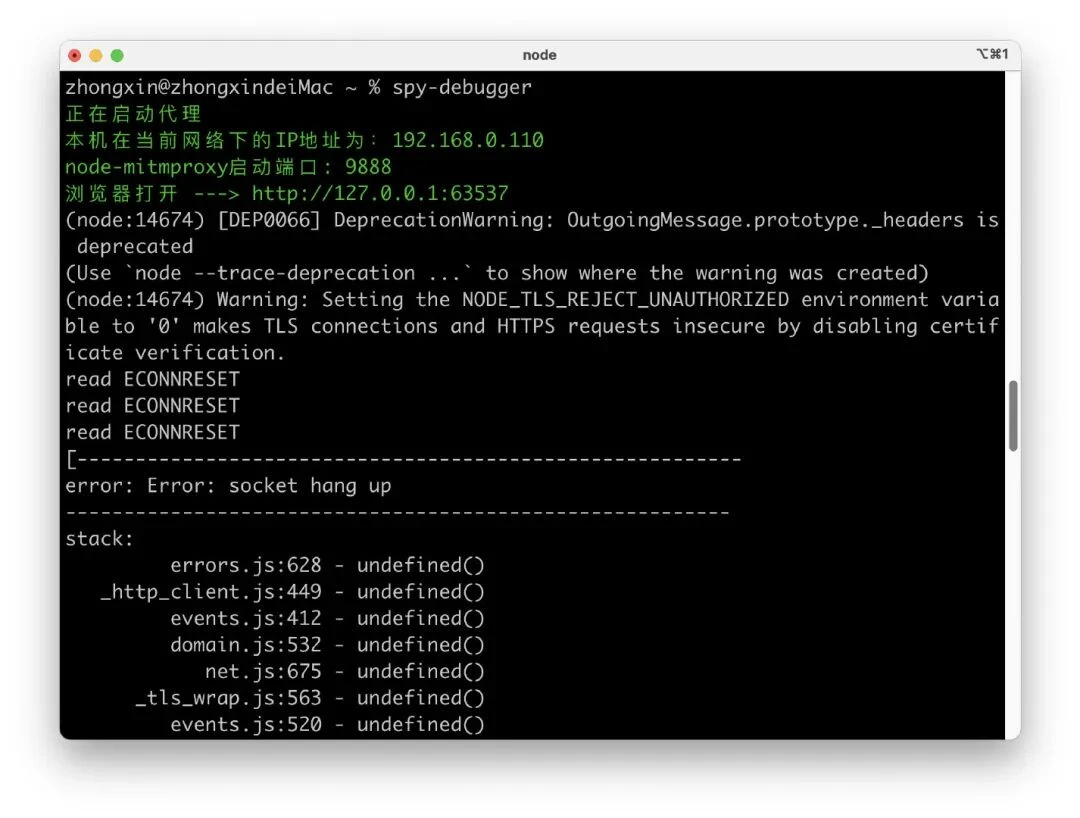 node
⌥⌘1
zhongxin@zhongxindeiMac ~ % spy-debugger
正在启动代理
本机在当前网络下的IP地址为：192.168.0.110
node-mitmproxy启动端口：9888
浏览器打开 ---> http://127.0.0.1:63537
(node:14674) [DEP0066] DeprecationWarning: OutgoingMessage.prototype._headers is
 deprecated
(Use `node --trace-deprecation ...` to show where the warning was created)
(node:14674) Warning: Setting the NODE_TLS_REJECT_UNAUTHORIZED environment varia
ble to '0' makes TLS connections and HTTPS requests insecure by disabling certif
icate verification.
read ECONNRESET
read ECONNRESET
read ECONNRESET
[---------------------------------------------------------
error: Error: socket hang up
---------------------------------------------------------
stack:
         errors.js:628 - undefined()
   _http_client.js:449 - undefined()
         events.js:412 - undefined()
         domain.js:532 - undefined()
            net.js:675 - undefined()
      _tls_wrap.js:563 - undefined()
         events.js:520 - undefined()